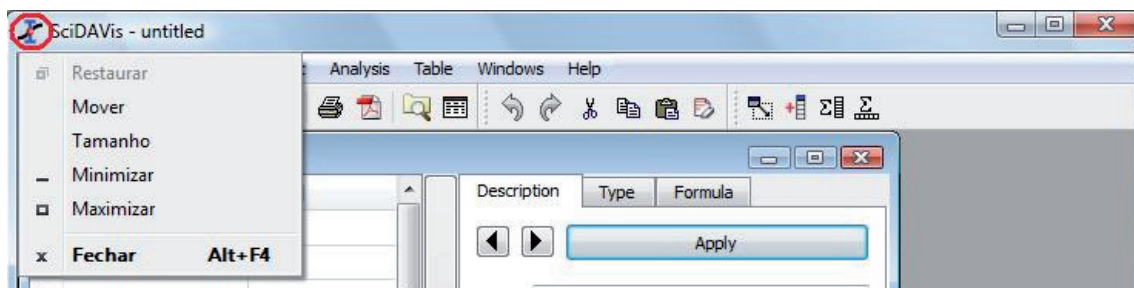 SciDAVis - untitled
Analysis Table Windows Help
Restaurar
Mover
Tamanho
Minimizar
Maximizar
Fechar Alt+F4
Description Type Formula
Apply